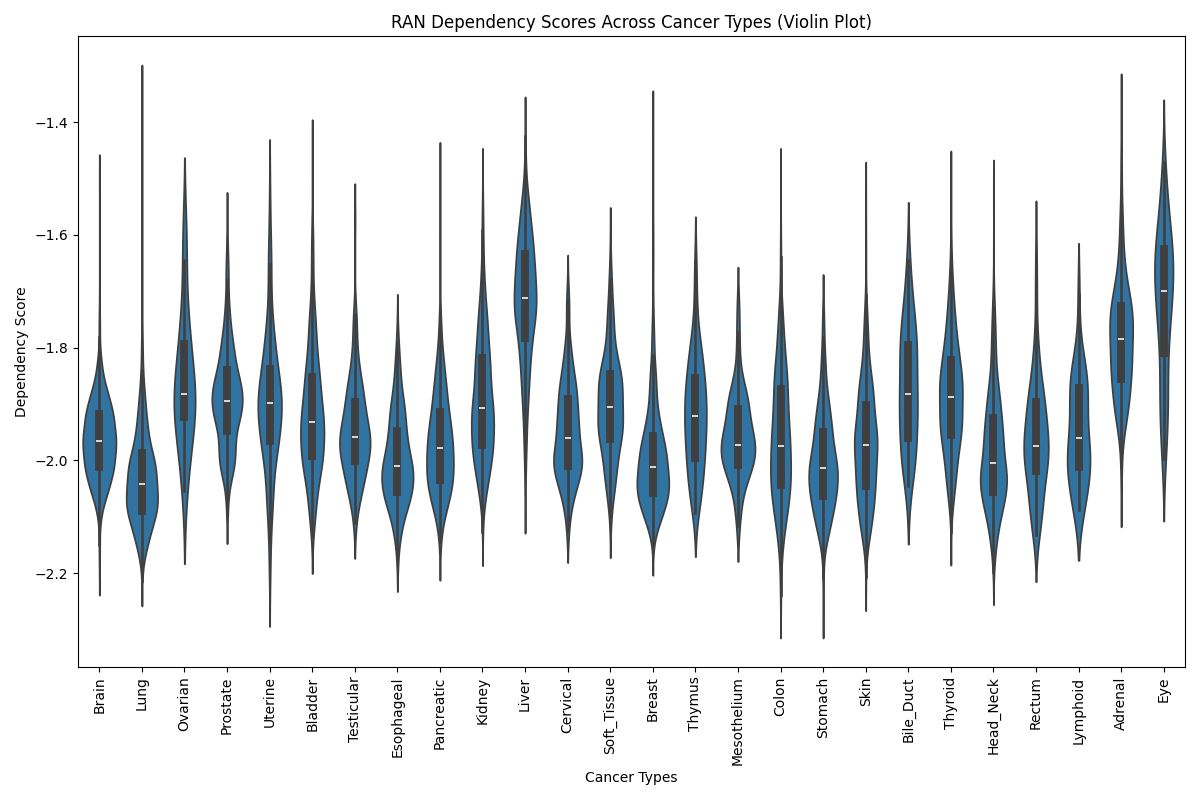 RAN Dependency Scores Across Cancer Types (Violin Plot)
Dependency Score
−1.4
−1.6
−1.8
−2.0
−2.2
Brain
Lung
Ovarian
Prostate
Uterine
Bladder
Testicular
Esophageal
Pancreatic
Kidney
Liver
Cervical
Soft_Tissue
Breast
Thymus
Mesothelium
Colon
Stomach
Skin
Bile_Duct
Thyroid
Head_Neck
Rectum
Lymphoid
Adrenal
Eye
Cancer Types